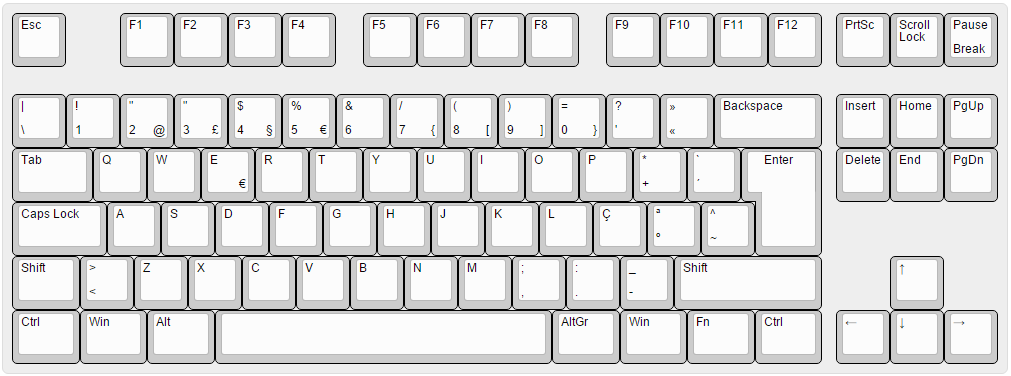 Esc F1 F2 F3 F4 F5 F6 F7 F8 F9 F10 F11 F12 PrtSc Scroll Pause
Lock
Break
| ! " " $ % & / ( ) = ? » Backspace Insert Home PgUp
\ 1 2 @ 3 £ 4 § 5 € 6 7 { 8 [ 9 ] 0 } ' «
Tab Q W E R T Y U I O P * ` Enter Delete End PgDn
€ + ´
Caps Lock A S D F G H J K L Ç ª ^
º ~
Shift > Z X C V B N M ; : _ Shift ↑
< , . -
Ctrl Win Alt AltGr Win Fn Ctrl ← ↓ →